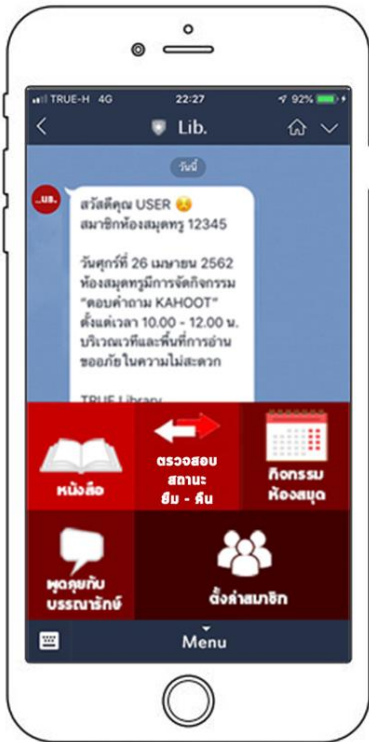 TRUE-H 4G 22:27 92%
Lib.
วันนี้
...บธ.
สวัสดีคุณ USER
สมาชิกห้องสมุดทรู 12345
วันศุกร์ที่ 26 เมษายน 2562
ห้องสมุดทรูมีการจัดกิจกรรม
“ตอบคำถาม KAHOOT”
ตั้งแต่เวลา 10.00 - 12.00 น.
บริเวณเวทีและพื้นที่การอ่าน
ขออภัยในความไม่สะดวก
TRUE Library
หนังสือ
ตรวจสอบ
สถานะ
ยืม - คืน
กิจกรรม
ห้องสมุด
พูดคุยกับ
บรรณารักษ์
ตั้งค่าสมาชิก
Menu